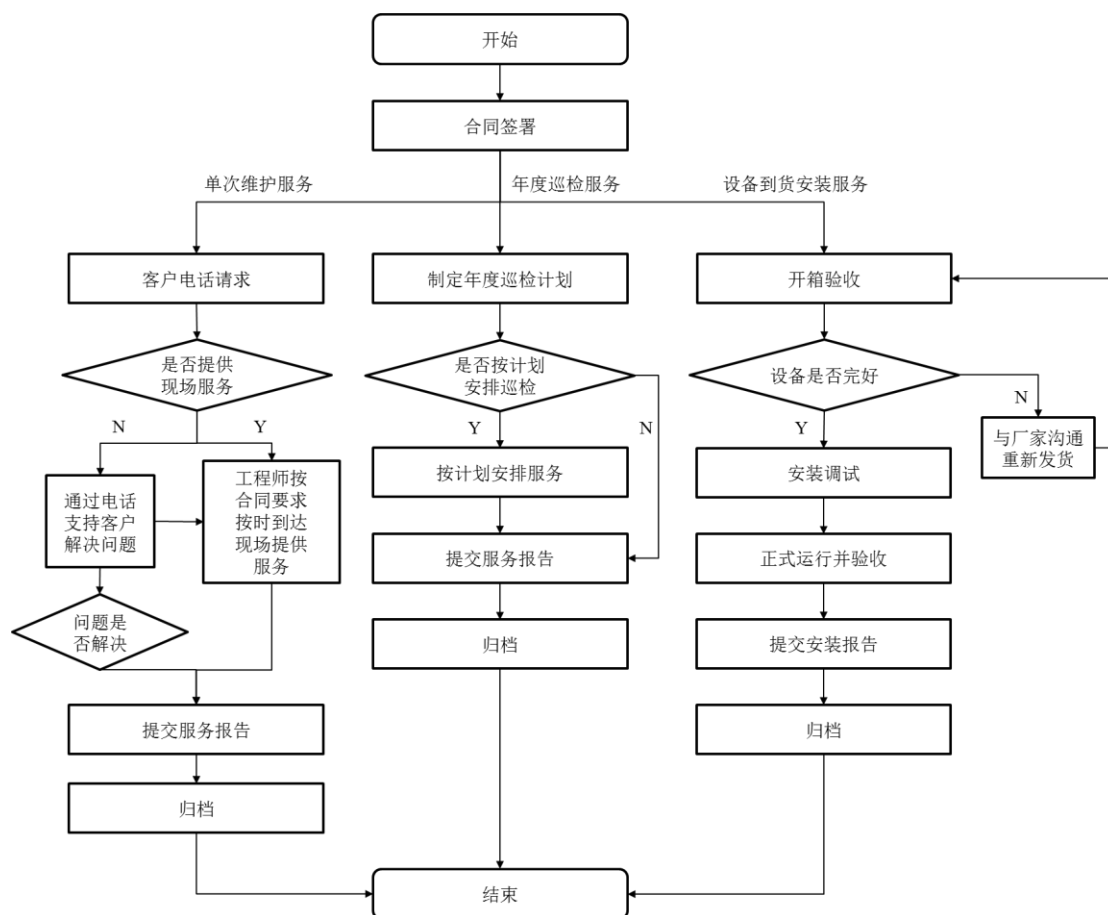 开始
合同签署
单次维护服务
年度巡检服务
设备到货安装服务
客户电话请求
制定年度巡检计划
开箱验收
是否提供
现场服务
是否按计划
安排巡检
设备是否完好
N
Y
Y
N
Y
N
通过电话
支持客户
解决问题
工程师按
合同要求
按时到达
现场提供
服务
按计划安排服务
安装调试
与厂家沟通
重新发货
提交服务报告
正式运行并验收
问题是
否解决
归档
提交安装报告
提交服务报告
归档
归档
结束